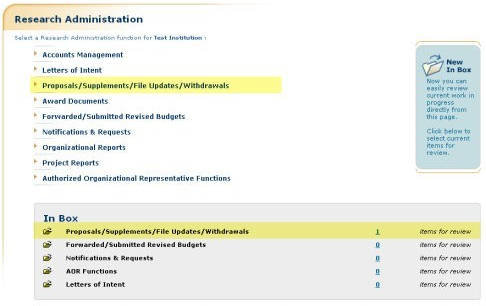 Research Administration
Select a Research Administration function for Test Institution :
Accounts Management
Letters of Intent
Proposals/Supplements/File Updates/Withdrawals
Award Documents
Forwarded/Submitted Revised Budgets
Notifications & Requests
Organizational Reports
Project Reports
Authorized Organizational Representative Functions
New
In Box
Now you can
easily review
current work in
progress
directly from
this page.
Click below to
select current
items for
review.
In Box
Proposals/Supplements/File Updates/Withdrawals 1 items for review
Forwarded/Submitted Revised Budgets 0 items for review
Notifications & Requests 0 items for review
AOR Functions 0 items for review
Letters of Intent 0 items for review